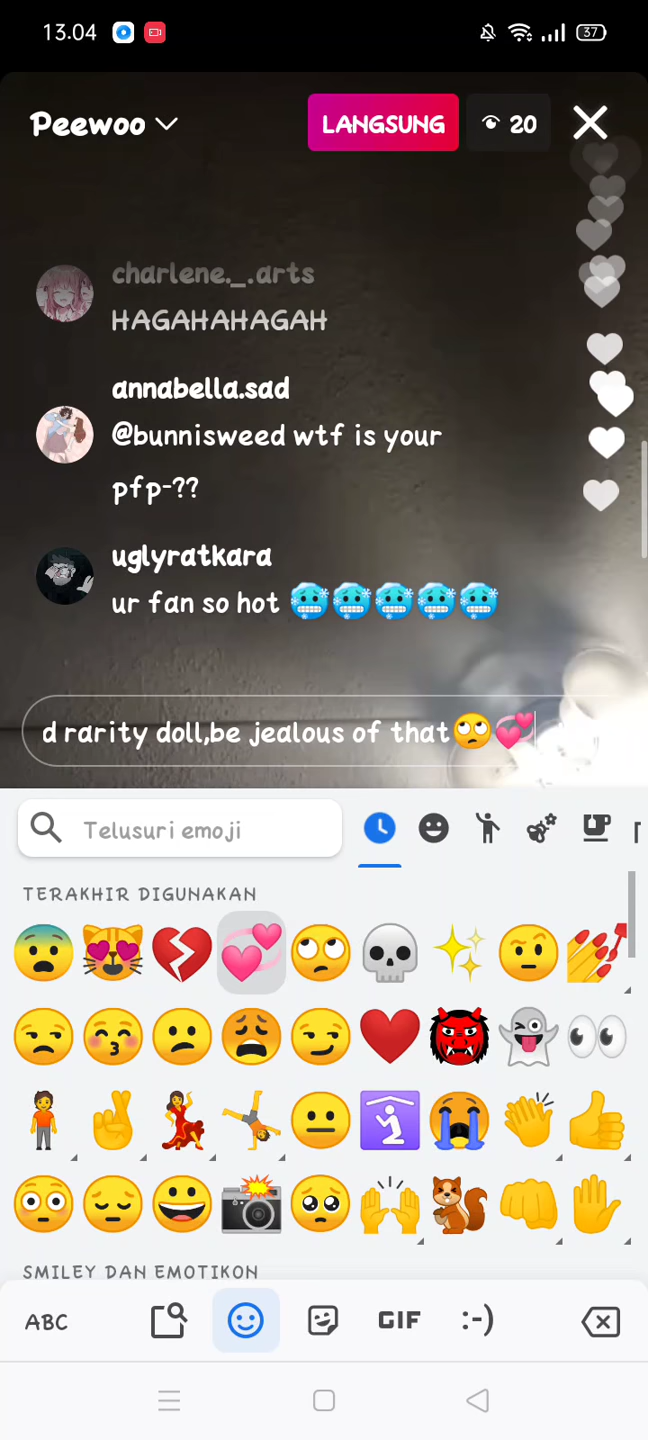 13.04
37
Peewoo
LANGSUNG
20
charlene._.arts
HAGAHAHAGAH
annabella.sad
@bunnisweed wtf is your
pfp-??
uglyratkara
ur fan so hot 🥶🥶🥶🥶🥶
d rarity doll,be jealous of that🙄💞
Telusuri emoji
TERAKHIR DIGUNAKAN
SMILEY DAN EMOTIKON
ABC
GIF
:-)